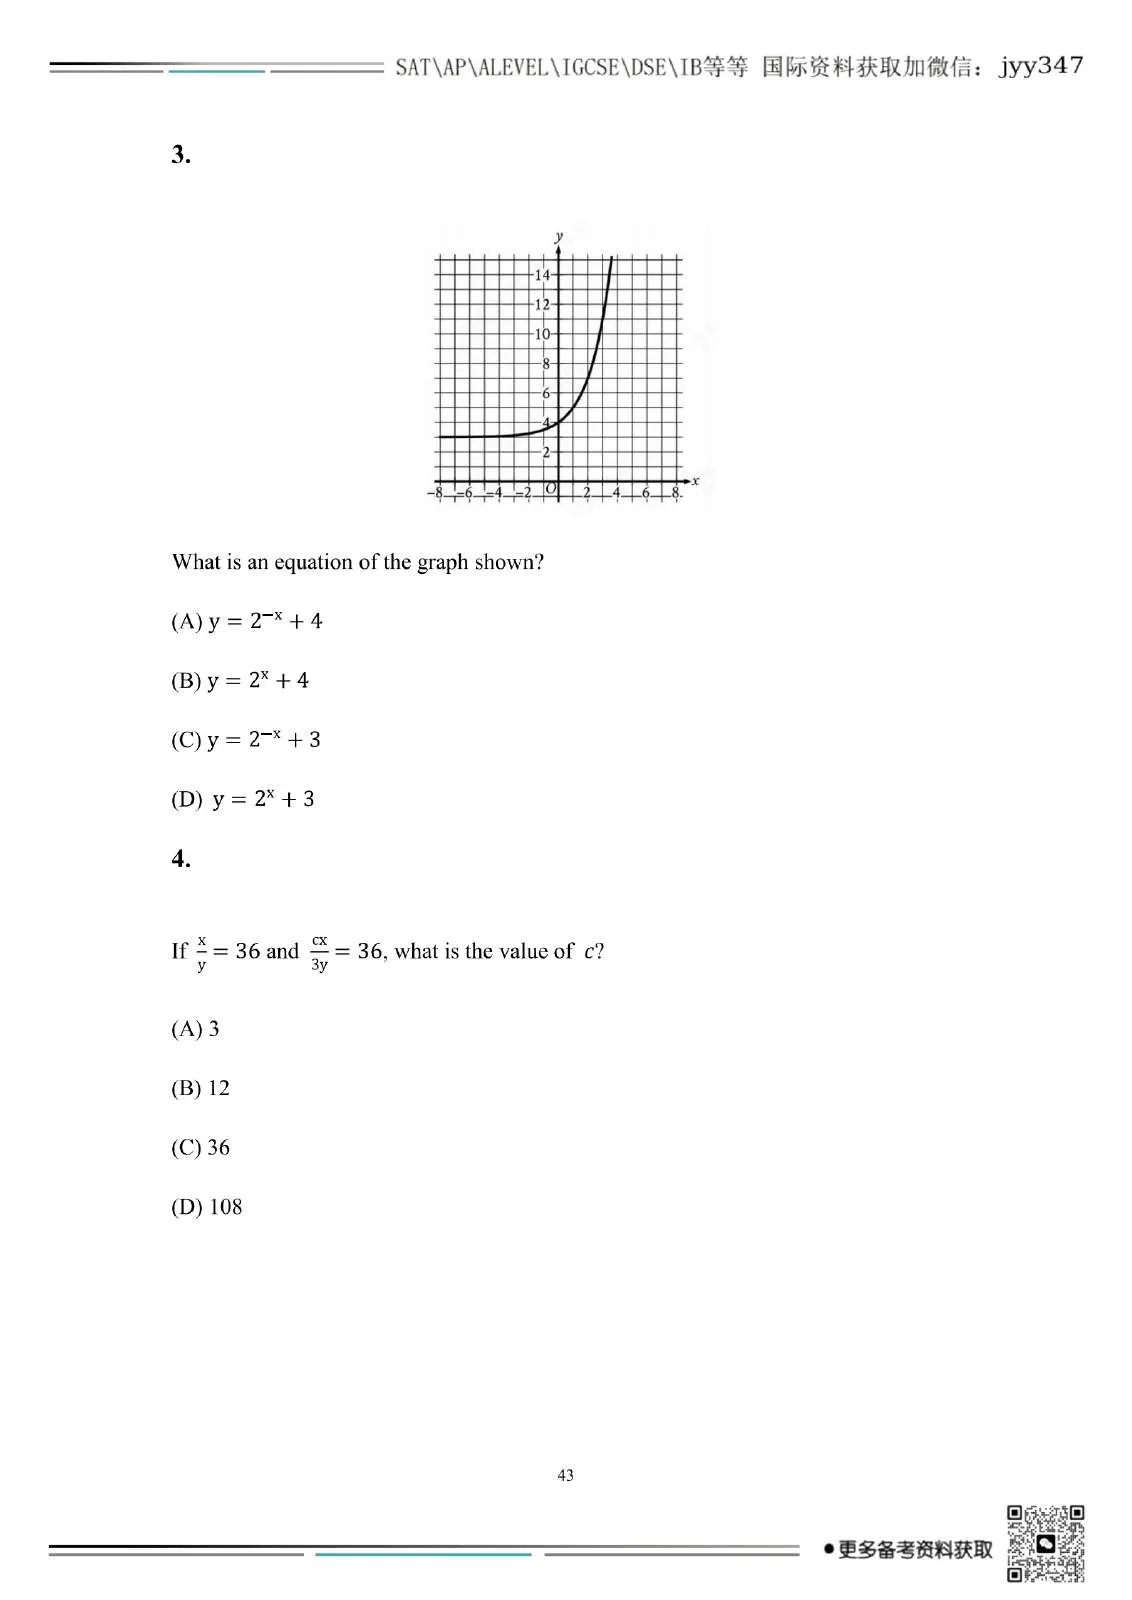 SAT\AP\ALEVEL\IGCSE\DSE\IB等等 国际资料获取加微信: jyy347
3.
y
14
12
10
8
6
4
2
-8 -6 -4 -2 O 2 4 6 8 x
What is an equation of the graph shown?
(A) y = 2⁻ˣ + 4
(B) y = 2ˣ + 4
(C) y = 2⁻ˣ + 3
(D) y = 2ˣ + 3
4.
If x/y = 36 and cx/3y = 36, what is the value of c?
(A) 3
(B) 12
(C) 36
(D) 108
43
●更多备考资料获取